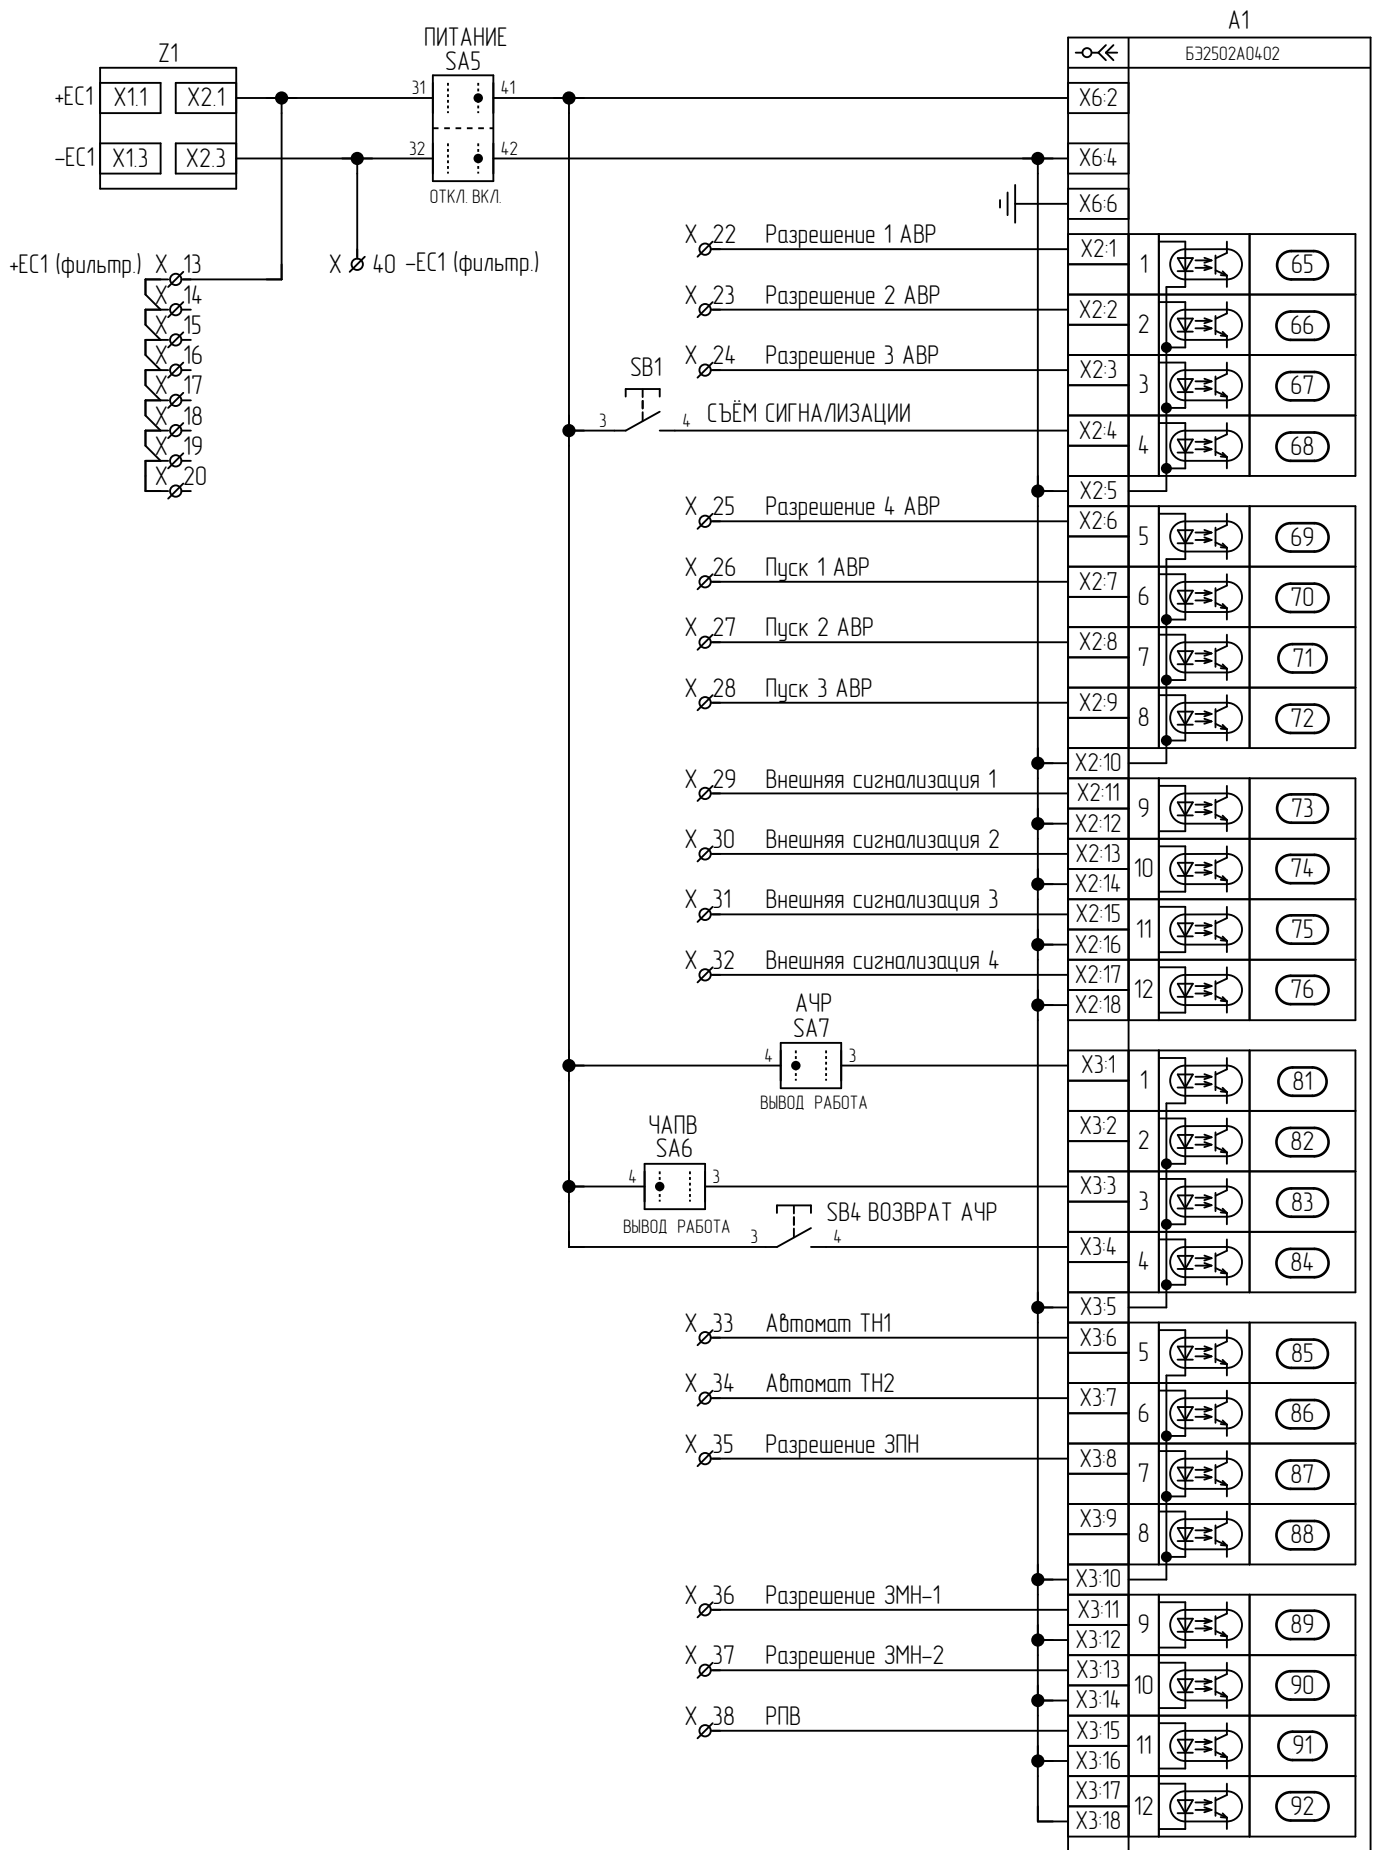 A1
БЭ2502А0402
ПИТАНИЕ
SA5
Z1
+EC1 X1.1 X2.1 31 41 X6:2
-EC1 X1.3 X2.3 32 42 X6:4
ОТКЛ. ВКЛ.
X6:6
+EC1 (фильтр.) X 13
X 40 -EC1 (фильтр.)
X 14
X 15
X 16
X 17
X 18
X 19
X 20
X 22 Разрешение 1 АВР X2:1 1 65
X 23 Разрешение 2 АВР X2:2 2 66
X 24 Разрешение 3 АВР X2:3 3 67
SB1
3 4 СЪЁМ СИГНАЛИЗАЦИИ X2:4 4 68
X2:5
X 25 Разрешение 4 АВР X2:6 5 69
X 26 Пуск 1 АВР X2:7 6 70
X 27 Пуск 2 АВР X2:8 7 71
X 28 Пуск 3 АВР X2:9 8 72
X2:10
X 29 Внешняя сигнализация 1 X2:11 9 73
X2:12
X 30 Внешняя сигнализация 2 X2:13 10 74
X2:14
X 31 Внешняя сигнализация 3 X2:15 11 75
X2:16
X 32 Внешняя сигнализация 4 X2:17 12 76
X2:18
АЧР
SA7
4 3 X3:1 1 81
ВЫВОД РАБОТА
X3:2 2 82
ЧАПВ
SA6
4 3 X3:3 3 83
ВЫВОД РАБОТА
SB4 ВОЗВРАТ АЧР
3 4 X3:4 4 84
X3:5
X 33 Автомат ТН1 X3:6 5 85
X 34 Автомат ТН2 X3:7 6 86
X 35 Разрешение ЗПН X3:8 7 87
X3:9 8 88
X3:10
X 36 Разрешение ЗМН-1 X3:11 9 89
X3:12
X 37 Разрешение ЗМН-2 X3:13 10 90
X3:14
X 38 РПВ X3:15 11 91
X3:16
X3:17 12 92
X3:18